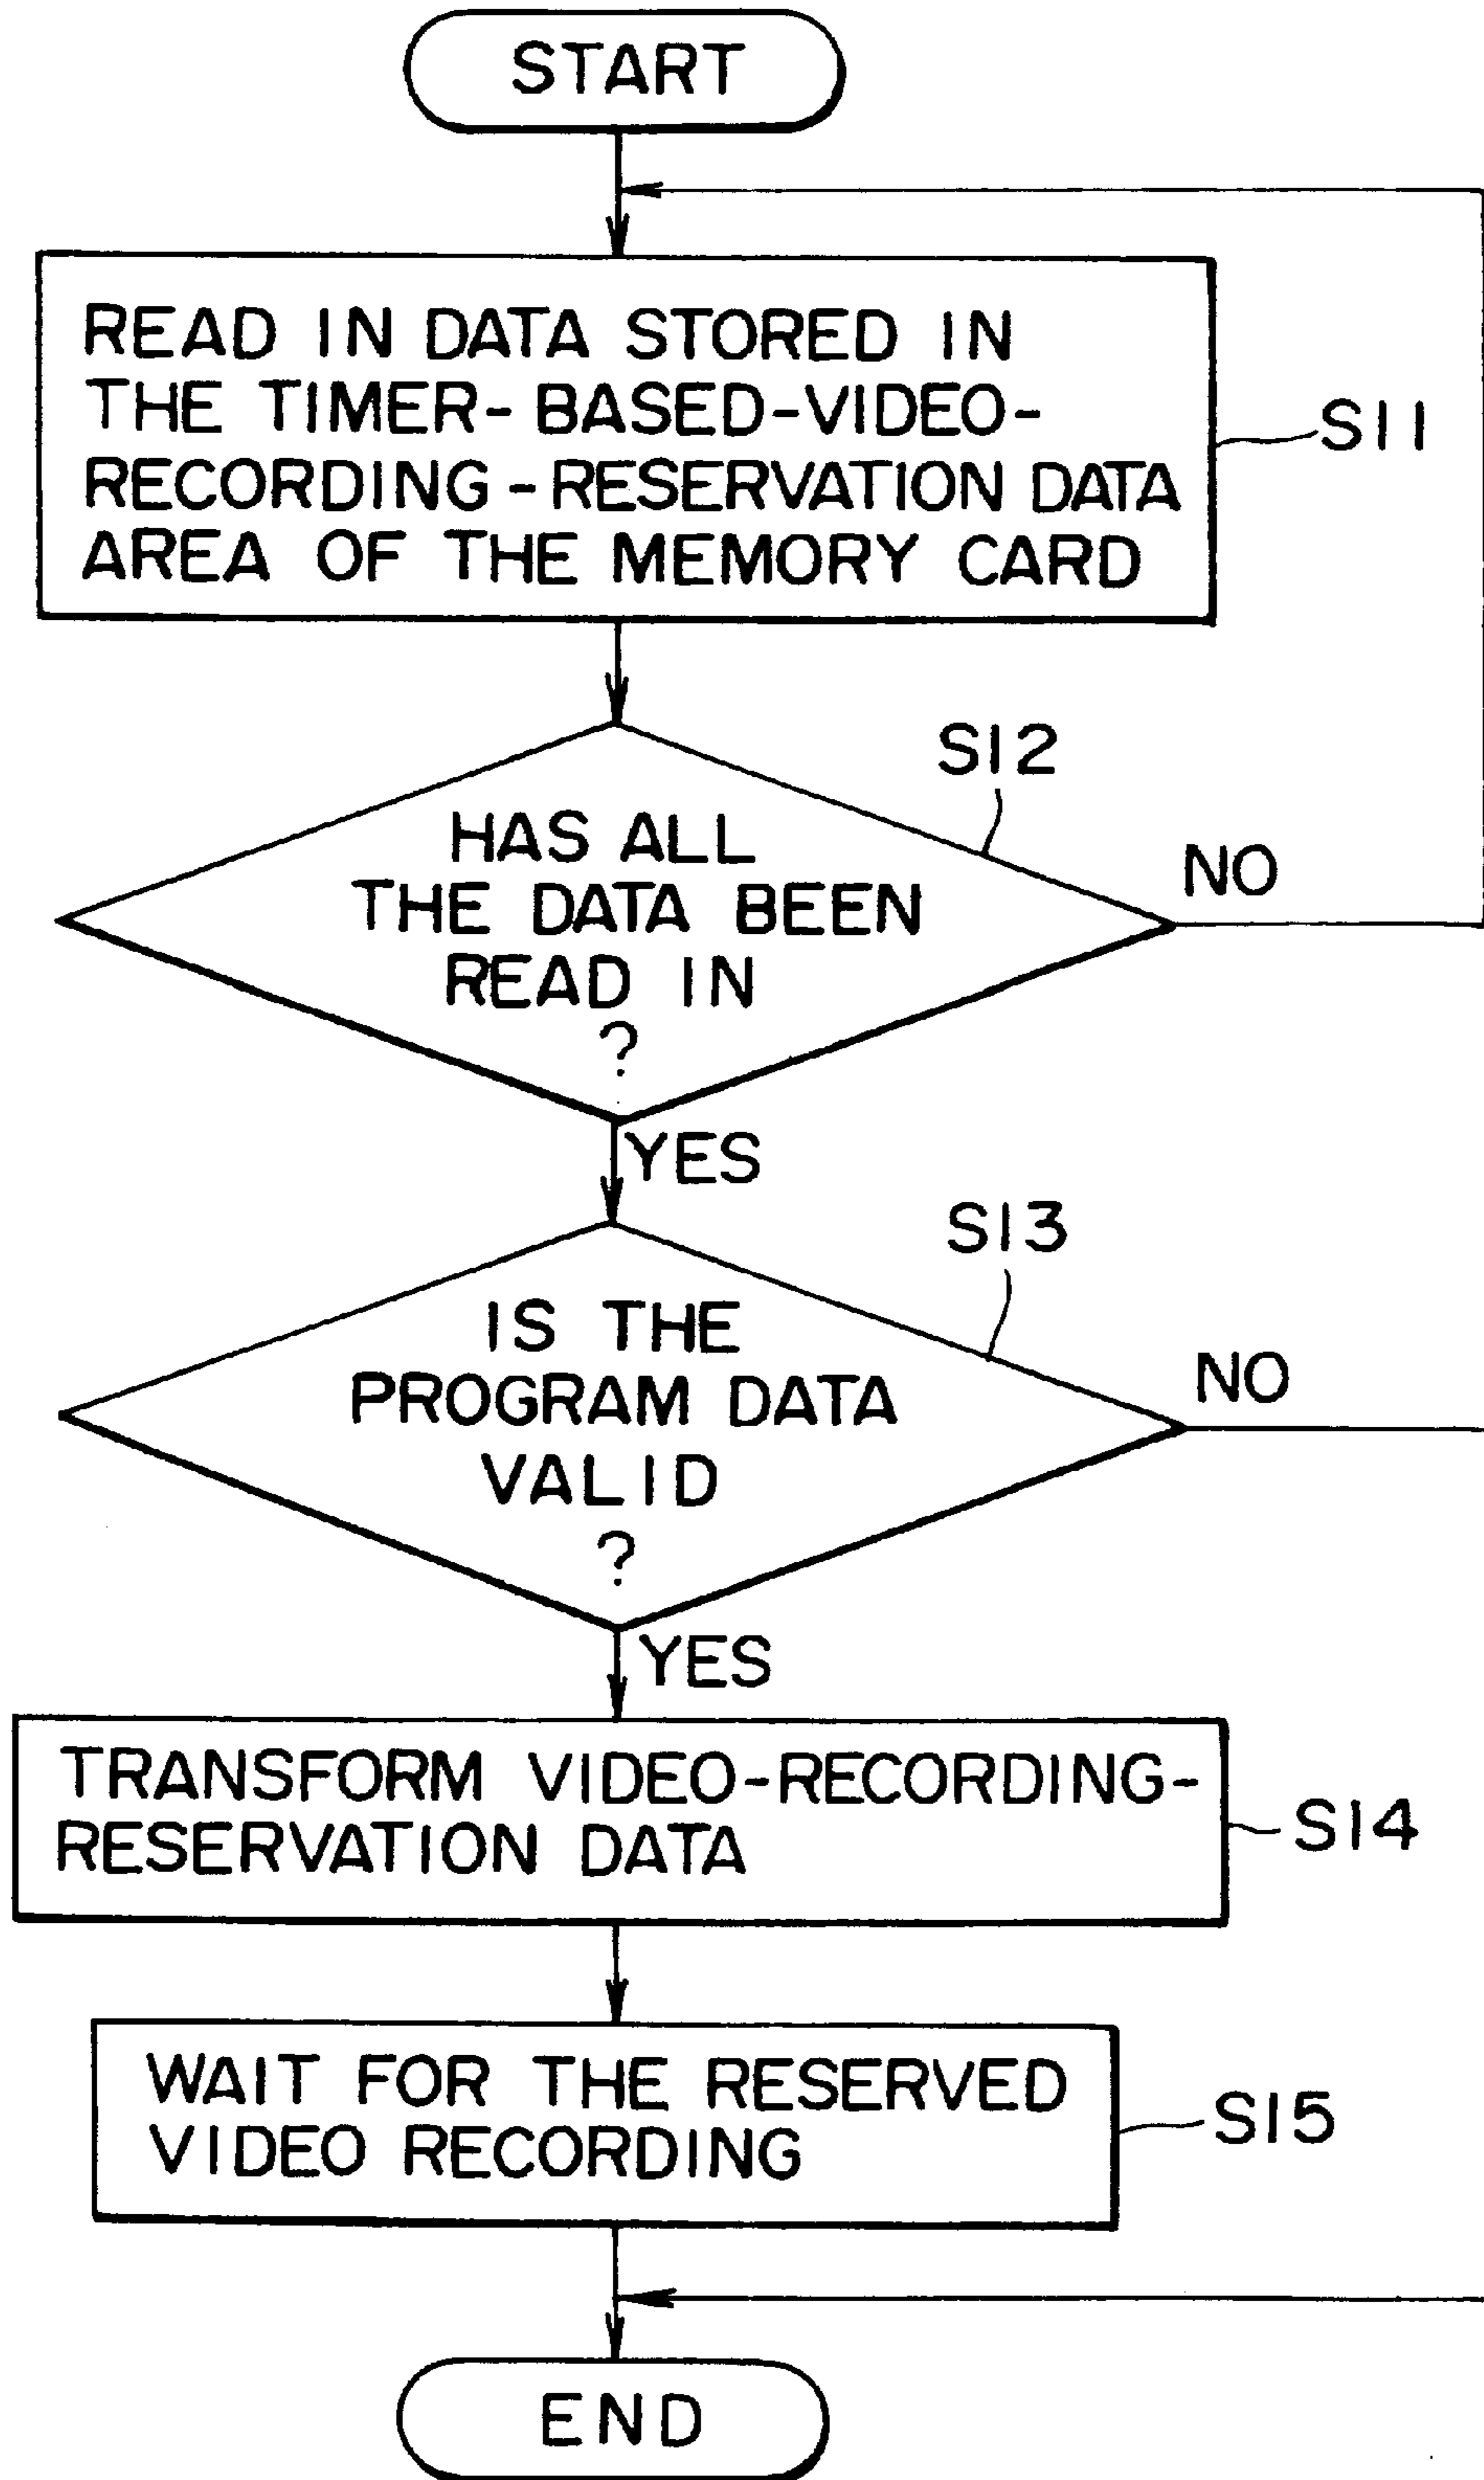 START
READ IN DATA STORED IN
THE TIMER-BASED-VIDEO-
RECORDING-RESERVATION DATA
AREA OF THE MEMORY CARD
S11
S12
HAS ALL
THE DATA BEEN
READ IN
?
NO
YES
S13
IS THE
PROGRAM DATA
VALID
?
NO
YES
TRANSFORM VIDEO-RECORDING-
RESERVATION DATA
S14
WAIT FOR THE RESERVED
VIDEO RECORDING
S15
END